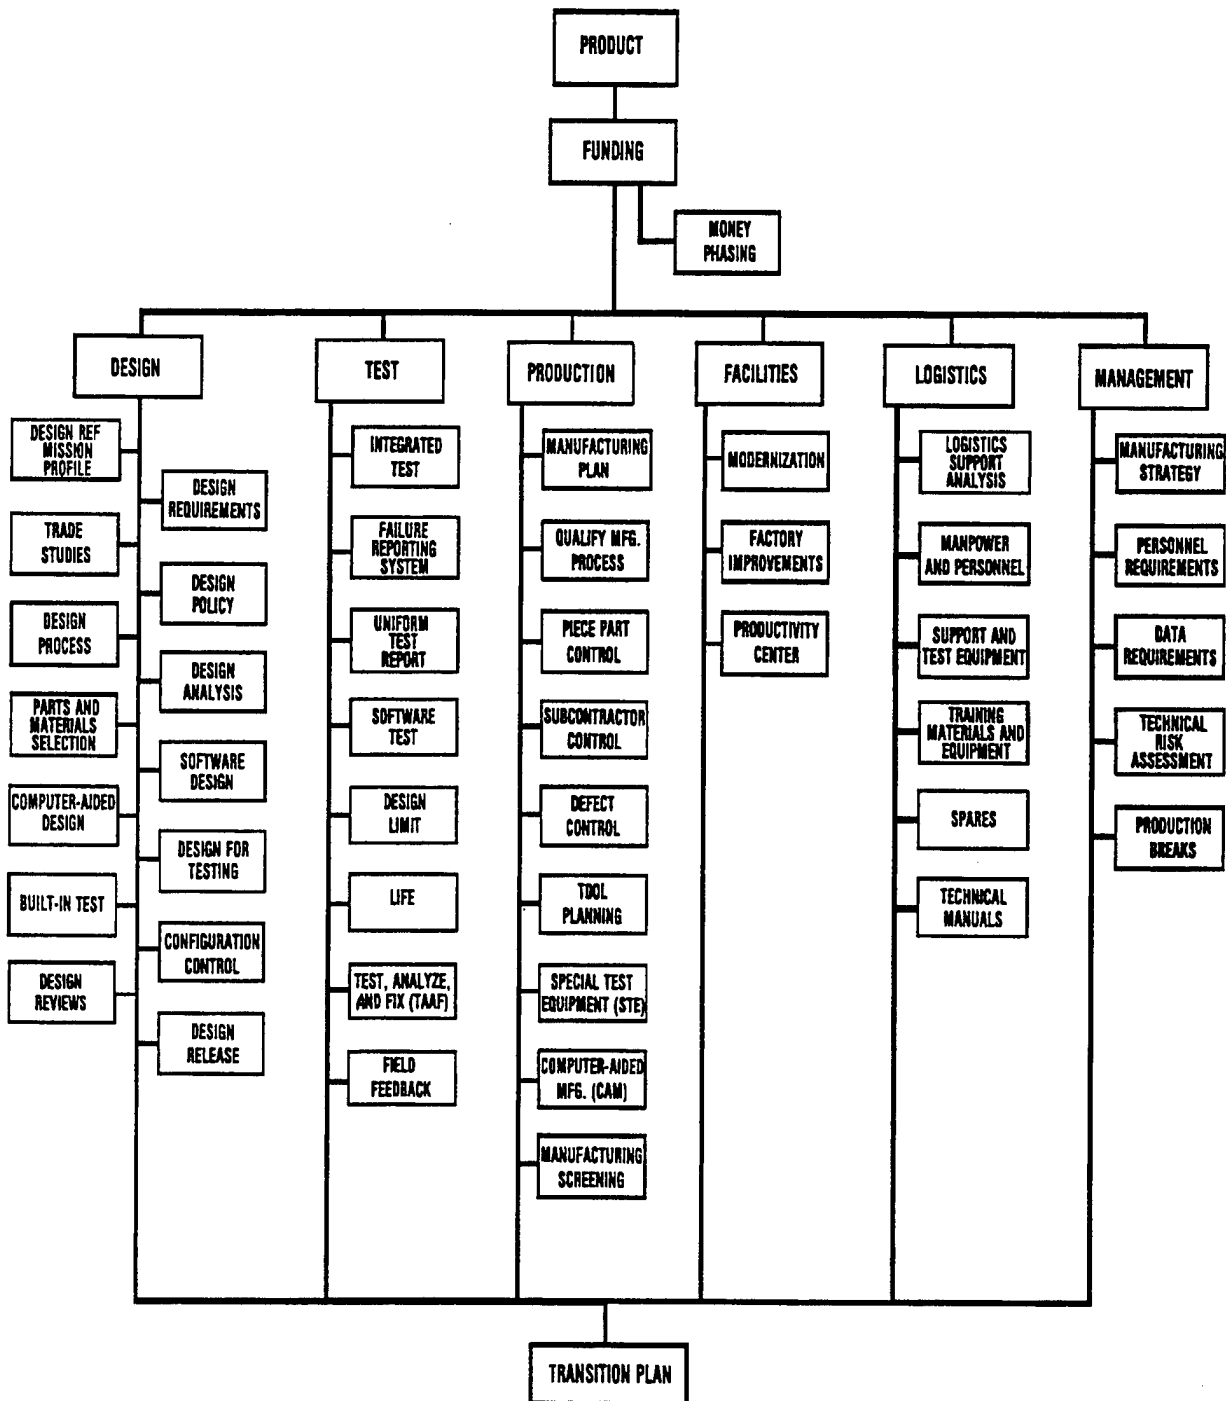 PRODUCT
FUNDING
MONEY
PHASING
DESIGN
TEST
PRODUCTION
FACILITIES
LOGISTICS
MANAGEMENT
DESIGN REF
MISSION
PROFILE
DESIGN
REQUIREMENTS
TRADE
STUDIES
DESIGN
POLICY
DESIGN
PROCESS
DESIGN
ANALYSIS
PARTS AND
MATERIALS
SELECTION
SOFTWARE
DESIGN
COMPUTER-AIDED
DESIGN
DESIGN FOR
TESTING
BUILT-IN TEST
CONFIGURATION
CONTROL
DESIGN
REVIEWS
DESIGN
RELEASE
INTEGRATED
TEST
FAILURE
REPORTING
SYSTEM
UNIFORM
TEST
REPORT
SOFTWARE
TEST
DESIGN
LIMIT
LIFE
TEST, ANALYZE,
AND FIX (TAAF)
FIELD
FEEDBACK
MANUFACTURING
PLAN
QUALIFY MFG.
PROCESS
PIECE PART
CONTROL
SUBCONTRACTOR
CONTROL
DEFECT
CONTROL
TOOL
PLANNING
SPECIAL TEST
EQUIPMENT (STE)
COMPUTER-AIDED
MFG. (CAM)
MANUFACTURING
SCREENING
MODERNIZATION
FACTORY
IMPROVEMENTS
PRODUCTIVITY
CENTER
LOGISTICS
SUPPORT
ANALYSIS
MANPOWER
AND PERSONNEL
SUPPORT AND
TEST EQUIPMENT
TRAINING
MATERIALS AND
EQUIPMENT
SPARES
TECHNICAL
MANUALS
MANUFACTURING
STRATEGY
PERSONNEL
REQUIREMENTS
DATA
REQUIREMENTS
TECHNICAL
RISK
ASSESSMENT
PRODUCTION
BREAKS
TRANSITION PLAN